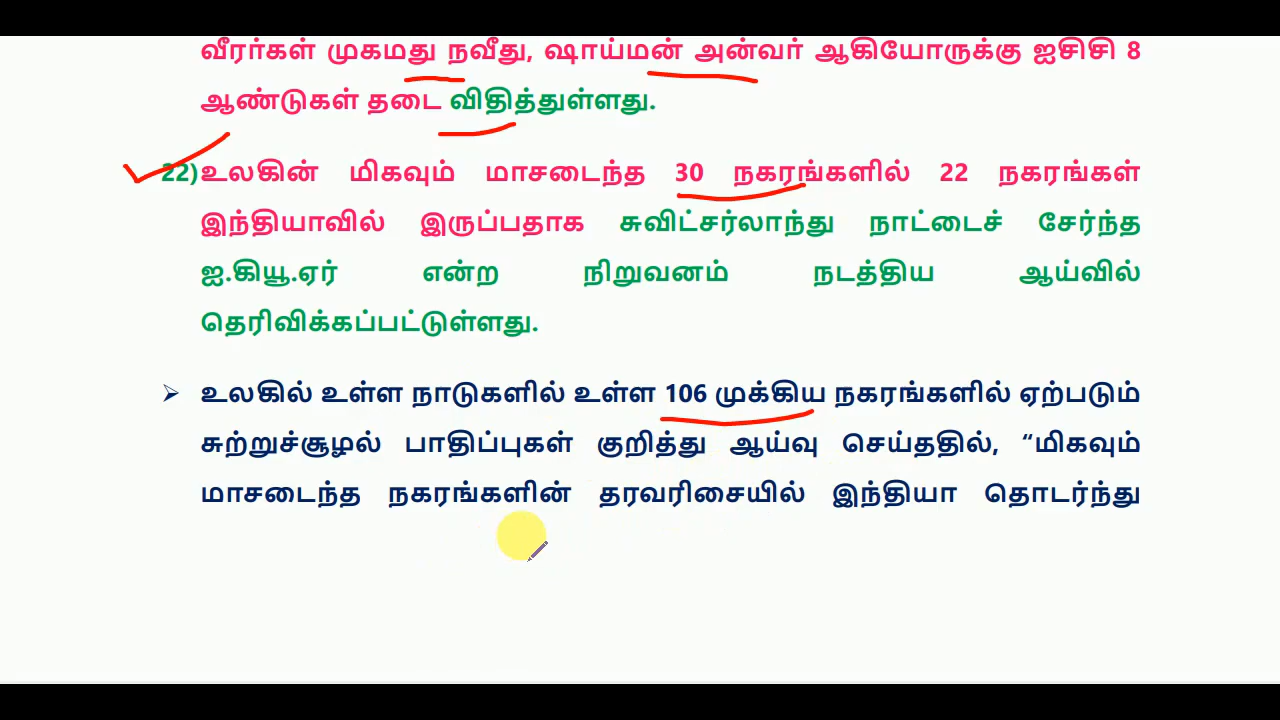 வீரர்கள் முகமது நவீது, ஷாய்மன் அன்வர் ஆகியோருக்கு ஐசிசி 8
ஆண்டுகள் தடை விதித்துள்ளது.
22)உலகின் மிகவும் மாசடைந்த 30 நகரங்களில் 22 நகரங்கள்
இந்தியாவில் இருப்பதாக சுவிட்சர்லாந்து நாட்டைச் சேர்ந்த
ஐ.கியூ.ஏர் என்ற நிறுவனம் நடத்திய ஆய்வில்
தெரிவிக்கப்பட்டுள்ளது.
➢ உலகில் உள்ள நாடுகளில் உள்ள 106 முக்கிய நகரங்களில் ஏற்படும்
சுற்றுச்சூழல் பாதிப்புகள் குறித்து ஆய்வு செய்ததில், “மிகவும்
மாசடைந்த நகரங்களின் தரவரிசையில் இந்தியா தொடர்ந்து